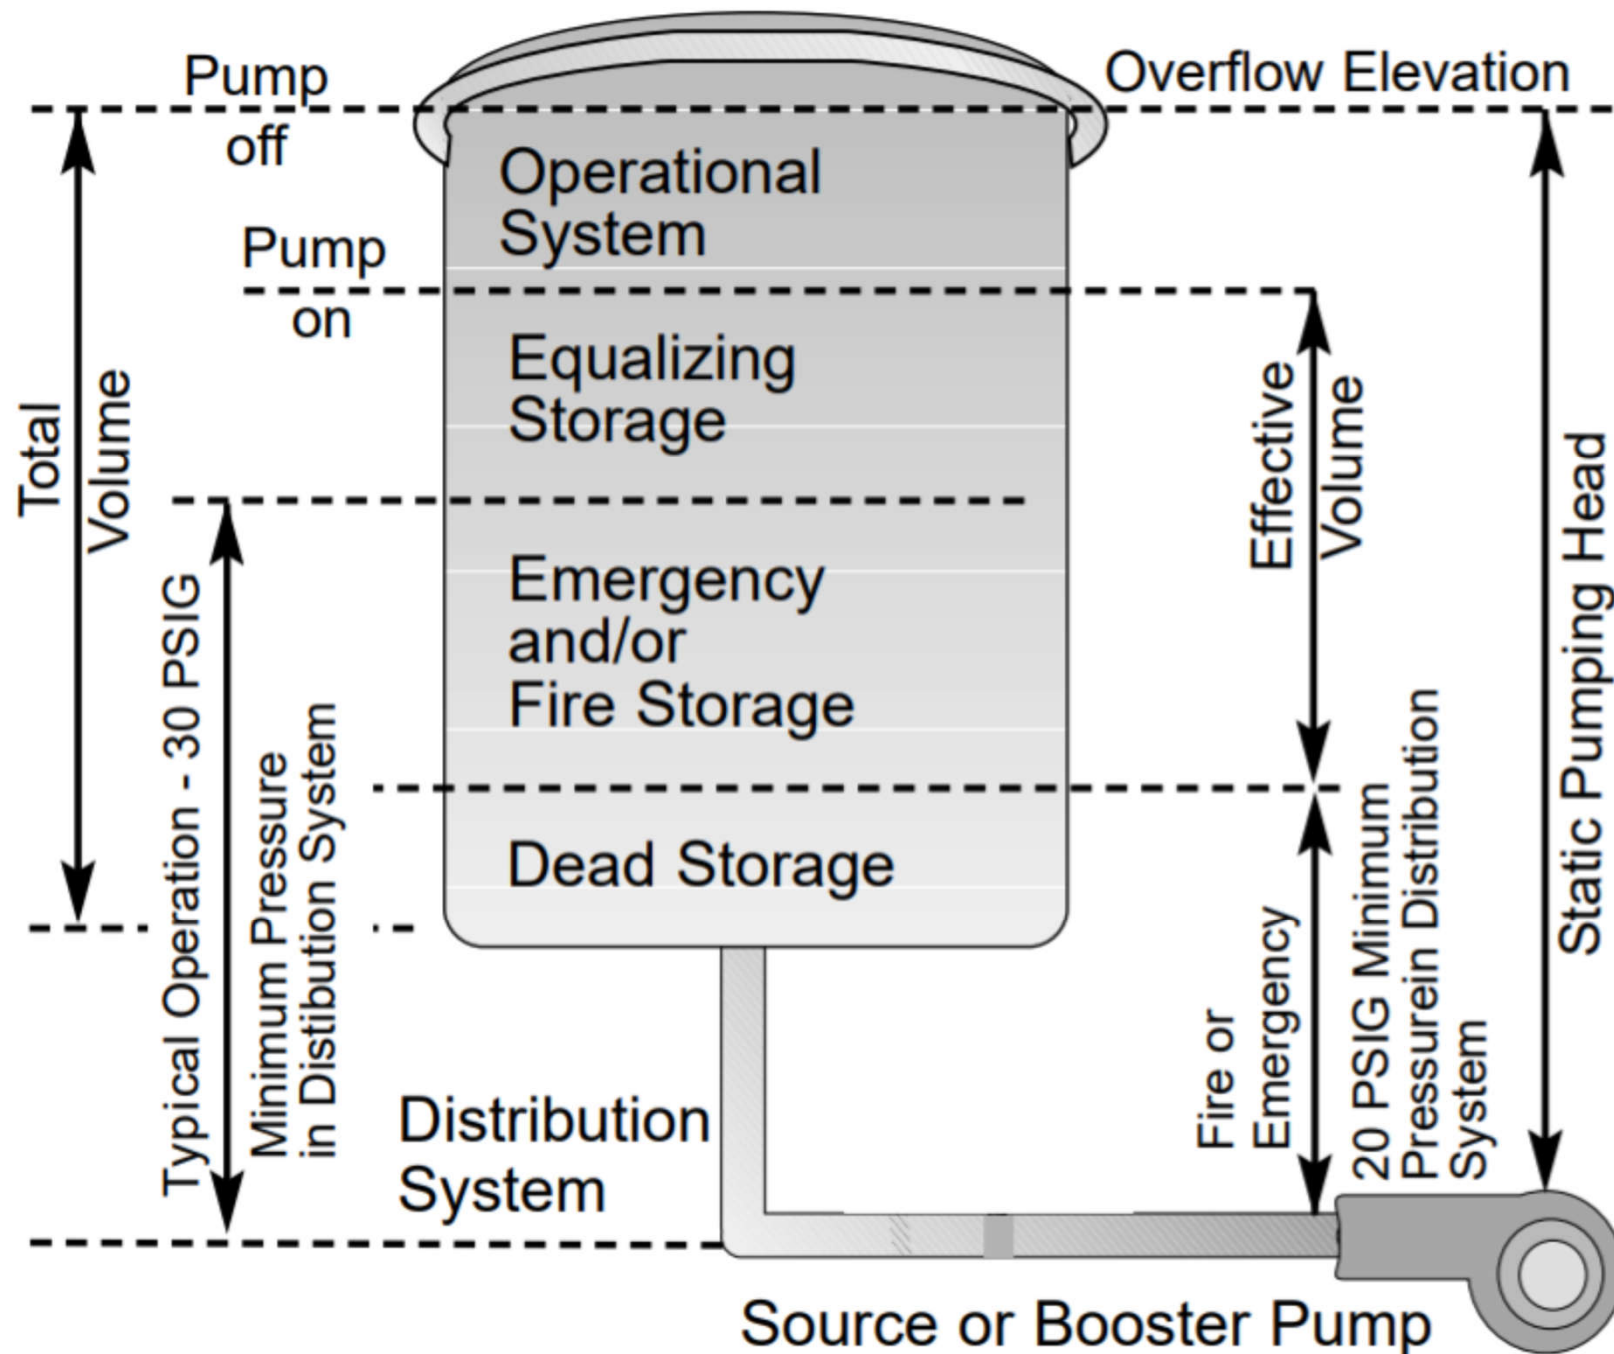 Pump
off
Overflow Elevation
Operational
System
Pump
on
Equalizing
Storage
Total
Volume
Effective
Volume
Static Pumping Head
Emergency
and/or
Fire Storage
Typical Operation - 30 PSIG
Minimum Pressure
in Distibution System
Dead Storage
Fire or
Emergency
20 PSIG Minimum
Pressurein Distribution
System
Distribution
System
Source or Booster Pump